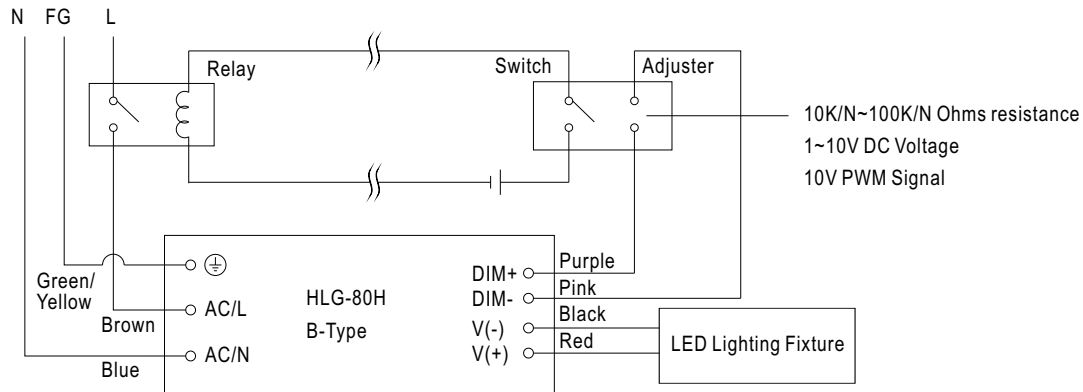 N FG L
Relay
Switch
Adjuster
10K/N~100K/N Ohms resistance
1~10V DC Voltage
10V PWM Signal
Green/
Yellow
Brown
Blue
AC/L
AC/N
HLG-80H
B-Type
DIM+
DIM-
V(-)
V(+)
Purple
Pink
Black
Red
LED Lighting Fixture